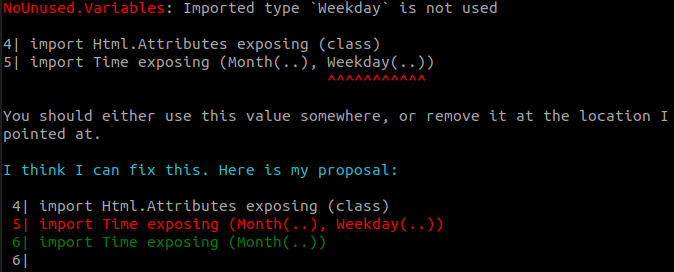 NoUnused.Variables: Imported type `Weekday` is not used
4| import Html.Attributes exposing (class)
5| import Time exposing (Month(..), Weekday(..))
^^^^^^^^^^^
You should either use this value somewhere, or remove it at the location I
pointed at.
I think I can fix this. Here is my proposal:
4| import Html.Attributes exposing (class)
5| import Time exposing (Month(..), Weekday(..))
6| import Time exposing (Month(..))
6|